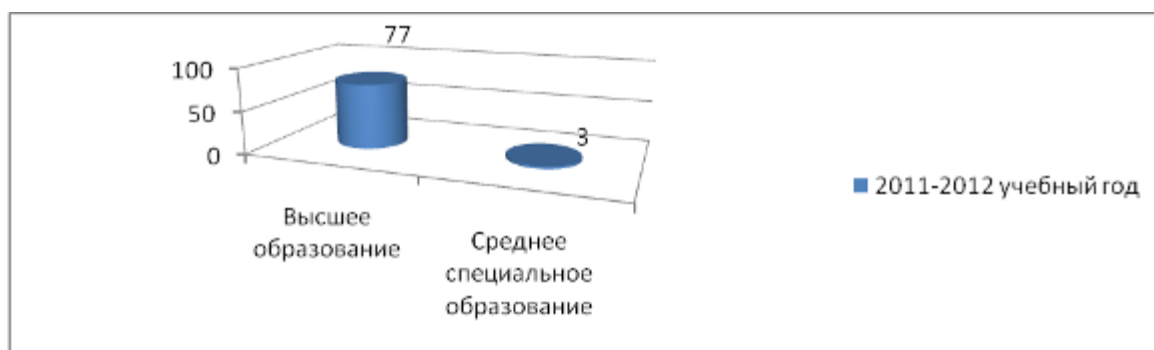 77
100
50
0
3
Высшее
образование
Среднее
специальное
образование
2011-2012 учебный год